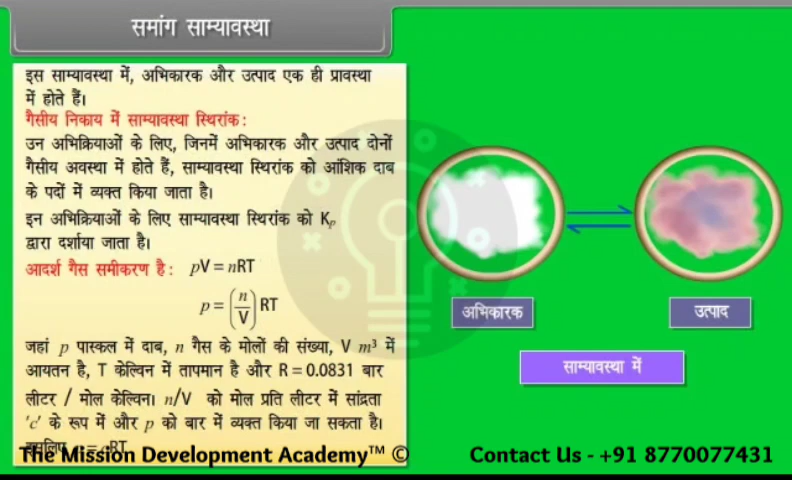 समांग साम्यावस्था
इस साम्यावस्था में, अभिकारक और उत्पाद एक ही प्रावस्था
में होते हैं।
गैसीय निकाय में साम्यावस्था स्थिरांक:
उन अभिक्रियाओं के लिए, जिनमें अभिकारक और उत्पाद दोनों
गैसीय अवस्था में होते हैं, साम्यावस्था स्थिरांक को आंशिक दाब
के पदों में व्यक्त किया जाता है।
इन अभिक्रियाओं के लिए साम्यावस्था स्थिरांक को Kp
द्वारा दर्शाया जाता है।
आदर्श गैस समीकरण है: pV = nRT
p = (n/V) RT
जहां p पास्कल में दाब, n गैस के मोलों की संख्या, V m³ में
आयतन है, T केल्विन में तापमान है और R = 0.0831 बार
लीटर / मोल केल्विन। n/V को मोल प्रति लीटर में सांद्रता
'c' के रूप में और p को बार में व्यक्त किया जा सकता है।
अभिकारक
उत्पाद
साम्यावस्था में
The Mission Development Academy™ ©
Contact Us - +91 8770077431